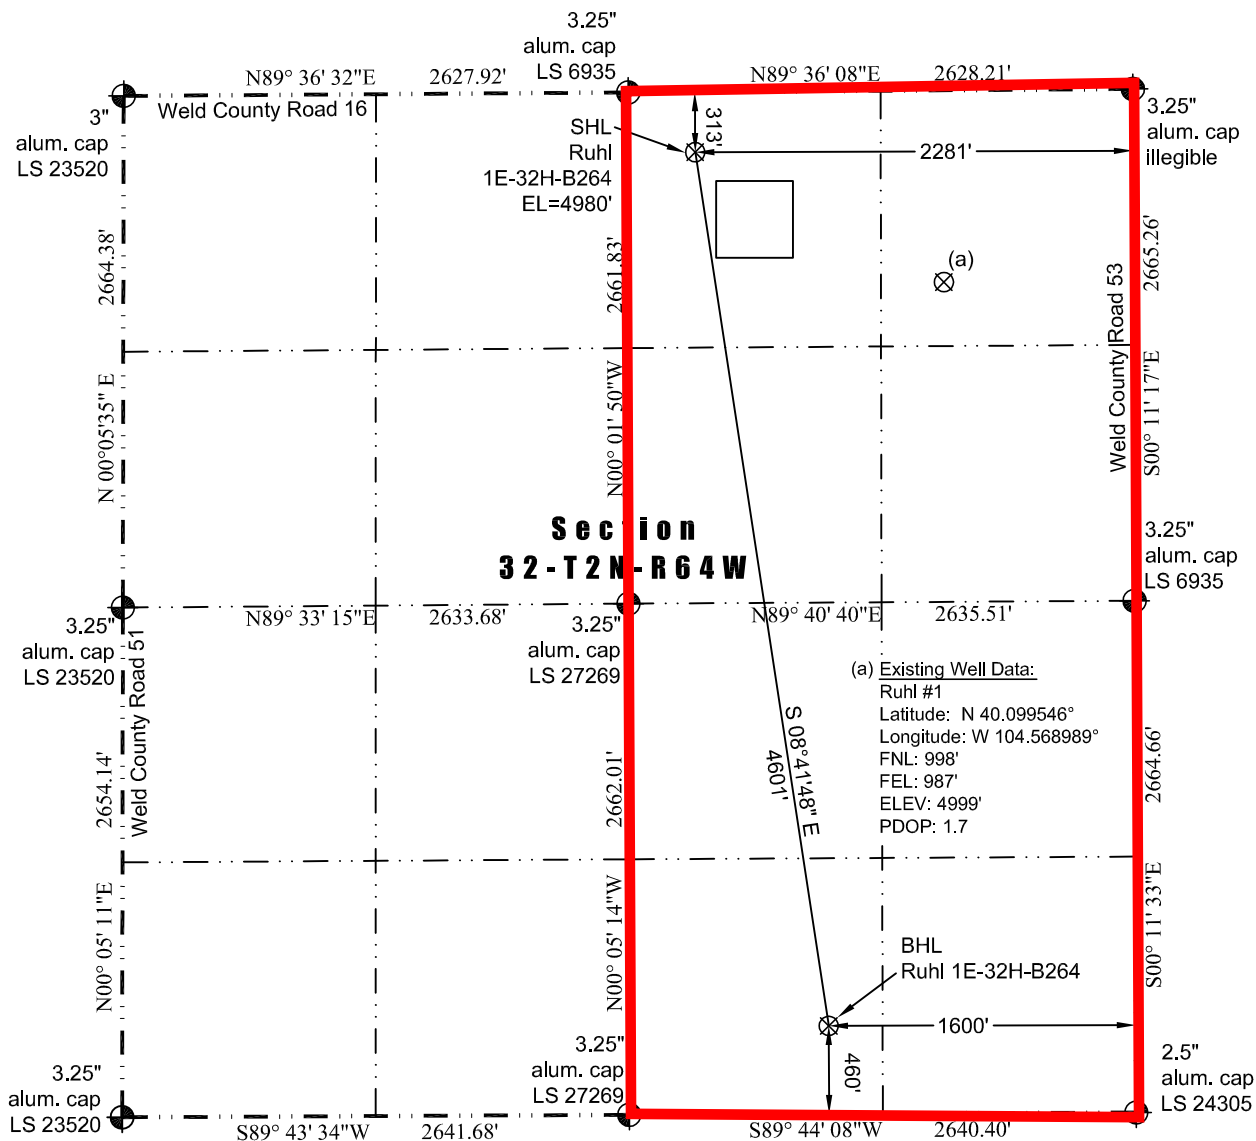 3.25"
alum. cap
LS 6935
N89° 36' 32"E 2627.92'
N89° 36' 08"E 2628.21'
Weld County Road 16
3"
alum. cap
LS 23520
3.25"
alum. cap
illegible
313'
SHL
Ruhl
1E-32H-B264
EL=4980'
2281'
(a)
2664.38'
2661.83'
2665.26'
Weld County Road 53
N 00°05'35" E
N00° 01' 50"W
S00° 11' 17"E
Section
32-T2N-R64W
3.25"
alum. cap
LS 6935
N89° 33' 15"E 2633.68'
N89° 40' 40"E 2635.51'
3.25"
alum. cap
LS 23520
3.25"
alum. cap
LS 27269
Weld County Road 51
(a) Existing Well Data:
Ruhl #1
Latitude: N 40.099546°
Longitude: W 104.568989°
FNL: 998'
FEL: 987'
ELEV: 4999'
PDOP: 1.7
S 08°41'48" E
4601'
2654.14'
2662.01'
2664.66'
N00° 05' 11"E
N00° 05' 14"W
S00° 11' 33"E
BHL
Ruhl 1E-32H-B264
1600'
460'
3.25"
alum. cap
LS 23520
3.25"
alum. cap
LS 27269
2.5"
alum. cap
LS 24305
S89° 43' 34"W 2641.68'
S89° 44' 08"W 2640.40'